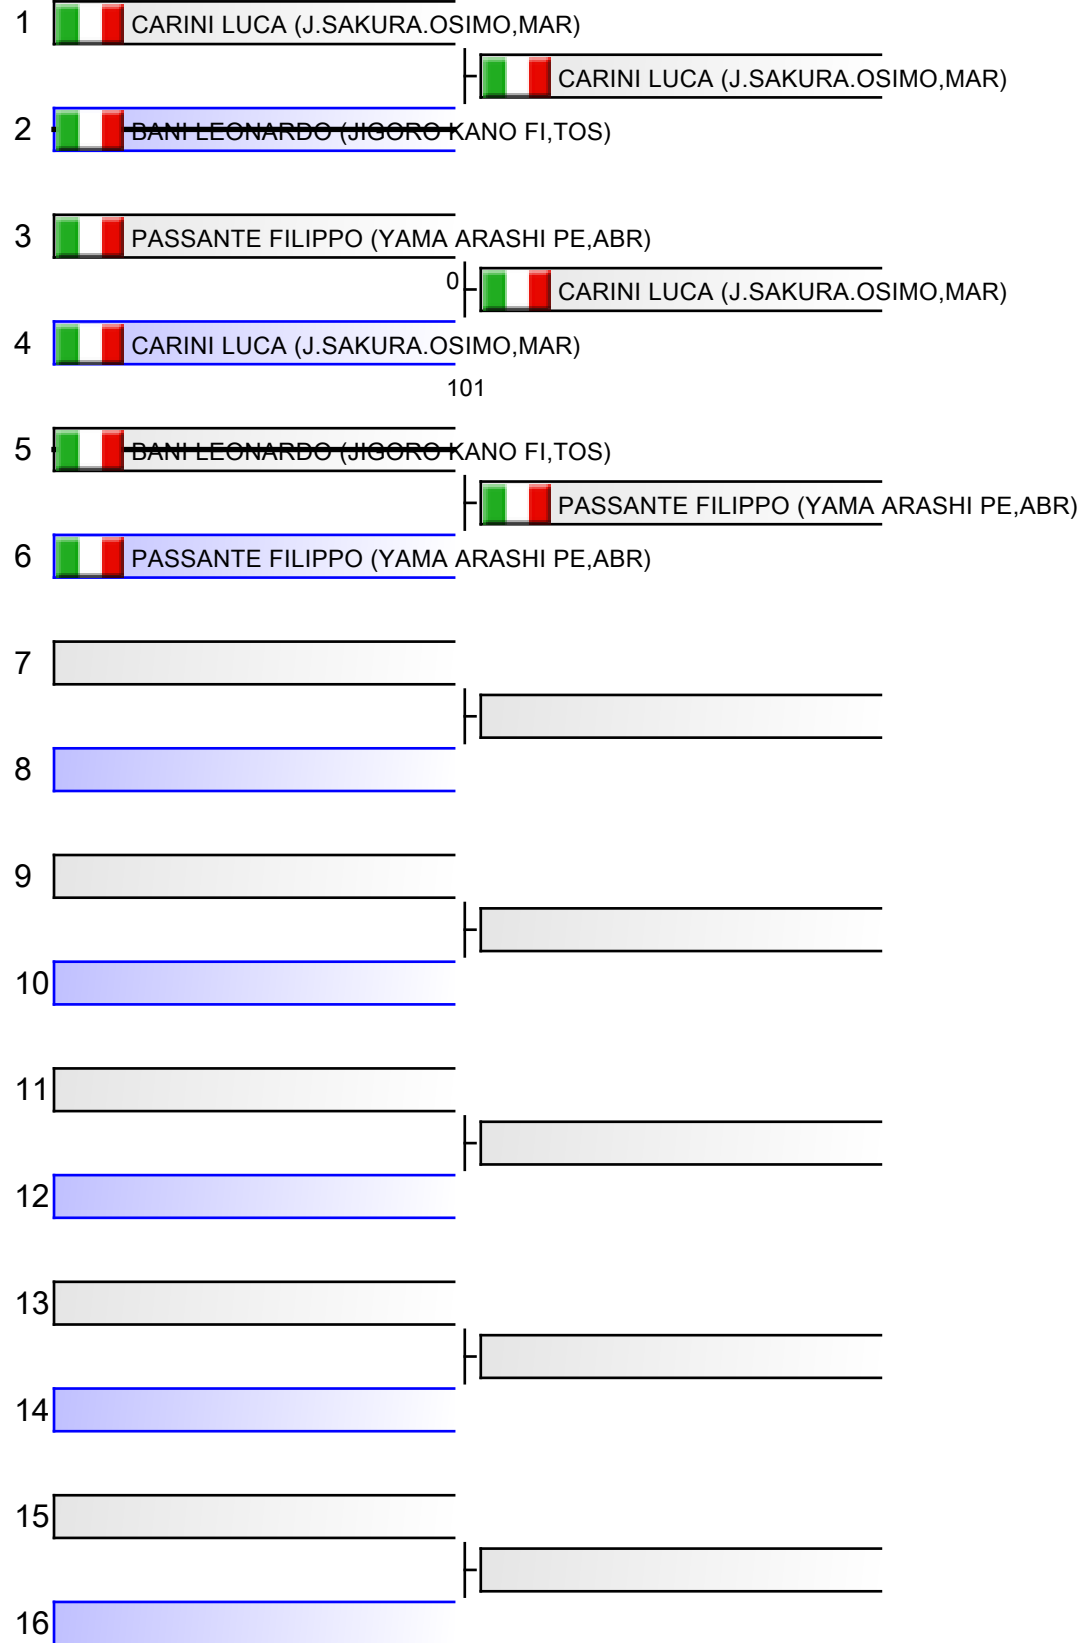 1 CARINI LUCA (J.SAKURA.OSIMO,MAR)
CARINI LUCA (J.SAKURA.OSIMO,MAR)
2 BANI LEONARDO (JIGORO KANO FI,TOS)
3 PASSANTE FILIPPO (YAMA ARASHI PE,ABR)
0 CARINI LUCA (J.SAKURA.OSIMO,MAR)
4 CARINI LUCA (J.SAKURA.OSIMO,MAR)
101
5 BANI LEONARDO (JIGORO KANO FI,TOS)
PASSANTE FILIPPO (YAMA ARASHI PE,ABR)
6 PASSANTE FILIPPO (YAMA ARASHI PE,ABR)
7
8
9
10
11
12
13
14
15
16